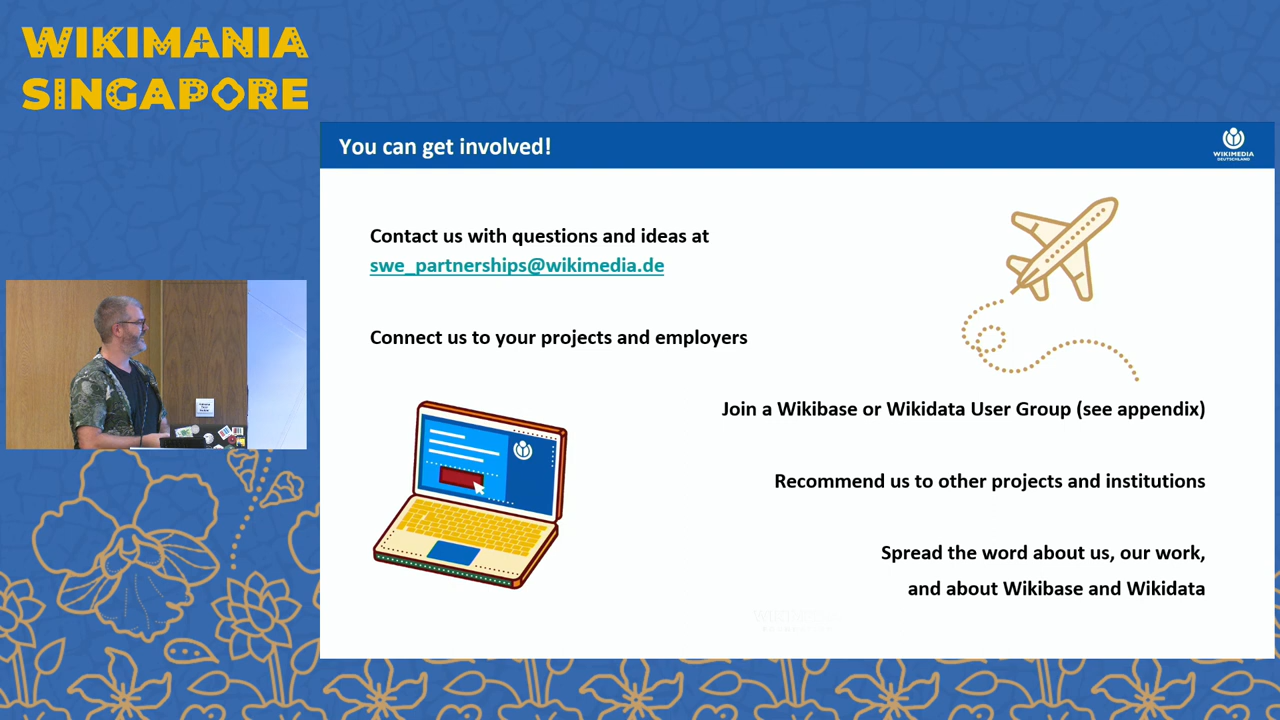 WIKIMANIA
SINGAPORE
You can get involved!
WIKIMEDIA
DEUTSCHLAND
Contact us with questions and ideas at
swe_partnerships@wikimedia.de
Connect us to your projects and employers
Join a Wikibase or Wikidata User Group (see appendix)
Recommend us to other projects and institutions
Spread the word about us, our work,
and about Wikibase and Wikidata